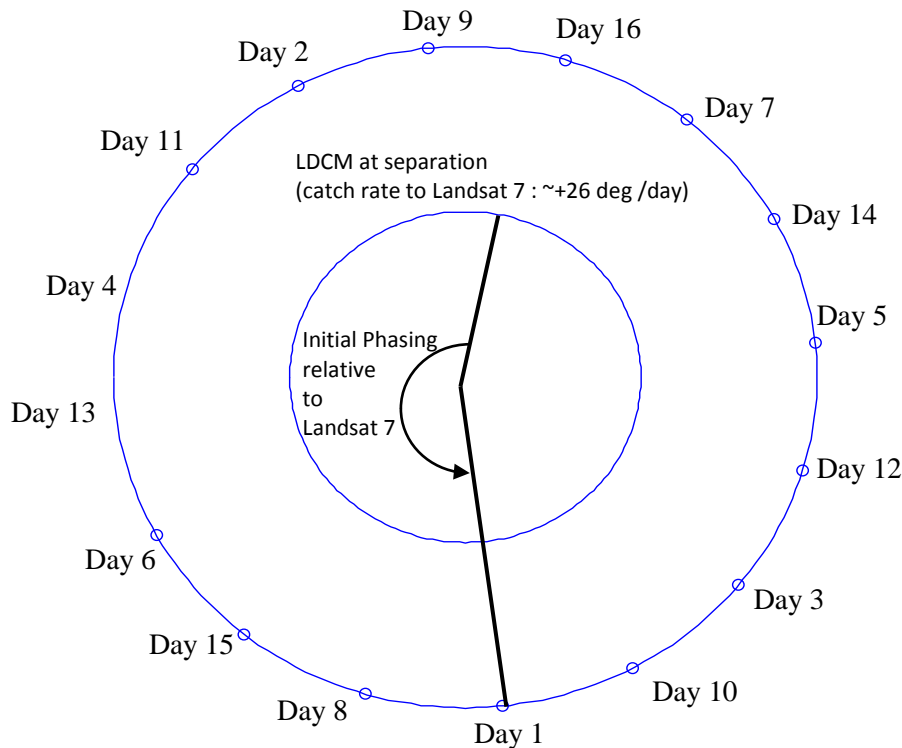 Day 9
Day 16
Day 2
Day 7
Day 11
LDCM at separation
(catch rate to Landsat 7 : ~+26 deg /day)
Day 14
Day 4
Day 5
Initial Phasing
relative
to
Landsat 7
Day 13
Day 12
Day 6
Day 3
Day 15
Day 10
Day 8
Day 1